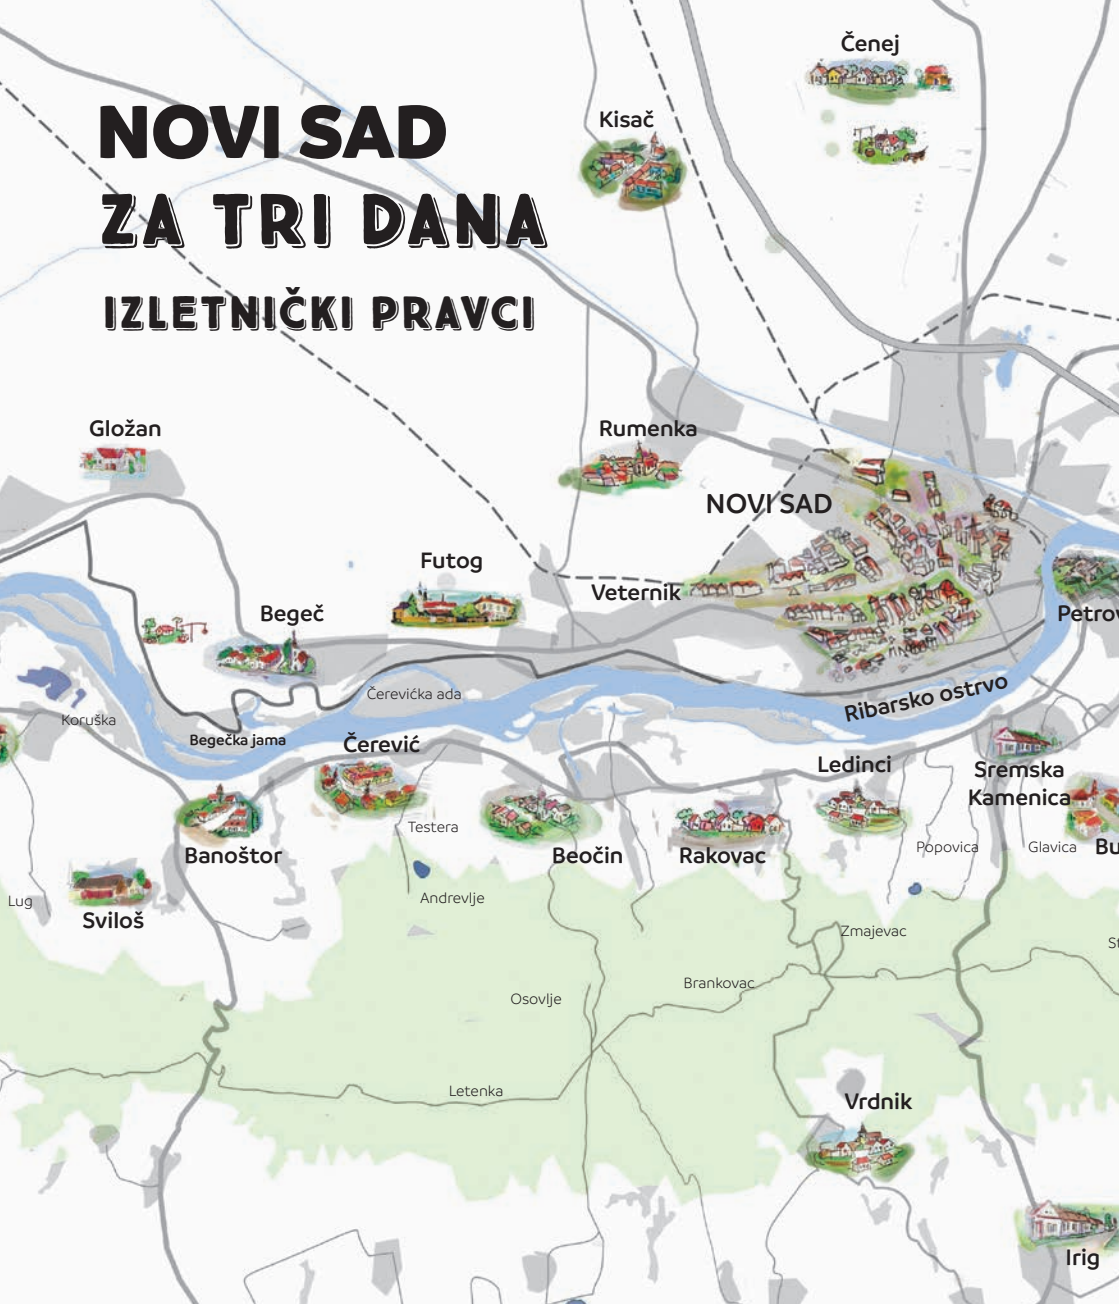 Čenej
NOVI SAD
Kisač
ZA TRI DANA
IZLETNIČKI PRAVCI
Gložan
Rumenka
NOVI SAD
Futog
Veternik
Begeč
Petrov
Čerevićka ada
Ribarsko ostrvo
Koruška
Begečka jama
Čerević
Ledinci
Sremska
Kamenica
Testera
Banoštor
Beočin
Rakovac
Popovica
Glavica
Bu
Andrevlje
Lug
Sviloš
Zmajevac
St
Brankovac
Osovlje
Letenka
Vrdnik
Irig